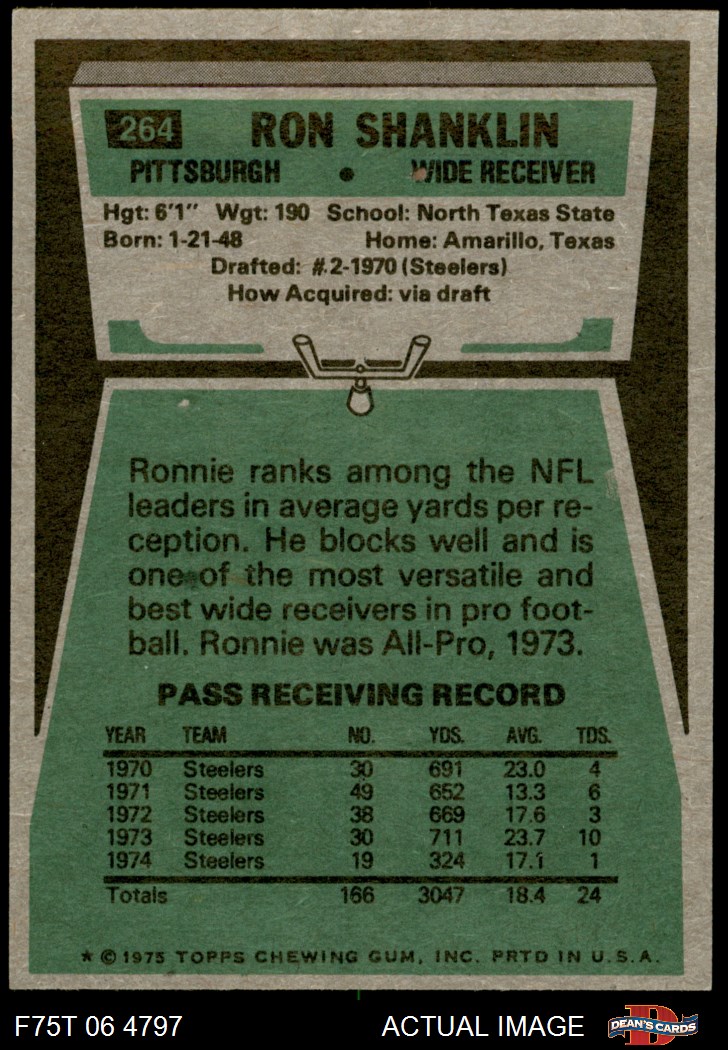 264 RON SHANKLIN
PITTSBURGH • WIDE RECEIVER
Hgt: 6'1" Wgt: 190 School: North Texas State
Born: 1-21-48 Home: Amarillo, Texas
Drafted: #2-1970 (Steelers)
How Acquired: via draft
Ronnie ranks among the NFL
leaders in average yards per re-
ception. He blocks well and is
one of the most versatile and
best wide receivers in pro foot-
ball. Ronnie was All-Pro, 1973.
PASS RECEIVING RECORD
YEAR TEAM NO. YDS. AVG. TDS.
1970 Steelers 30 691 23.0 4
1971 Steelers 49 652 13.3 6
1972 Steelers 38 669 17.6 3
1973 Steelers 30 711 23.7 10
1974 Steelers 19 324 17.1 1
Totals 166 3047 18.4 24
* © 1975 TOPPS CHEWING GUM, INC. PRTD IN U.S.A.
F75T 06 4797 ACTUAL IMAGE DEAN'S CARDS